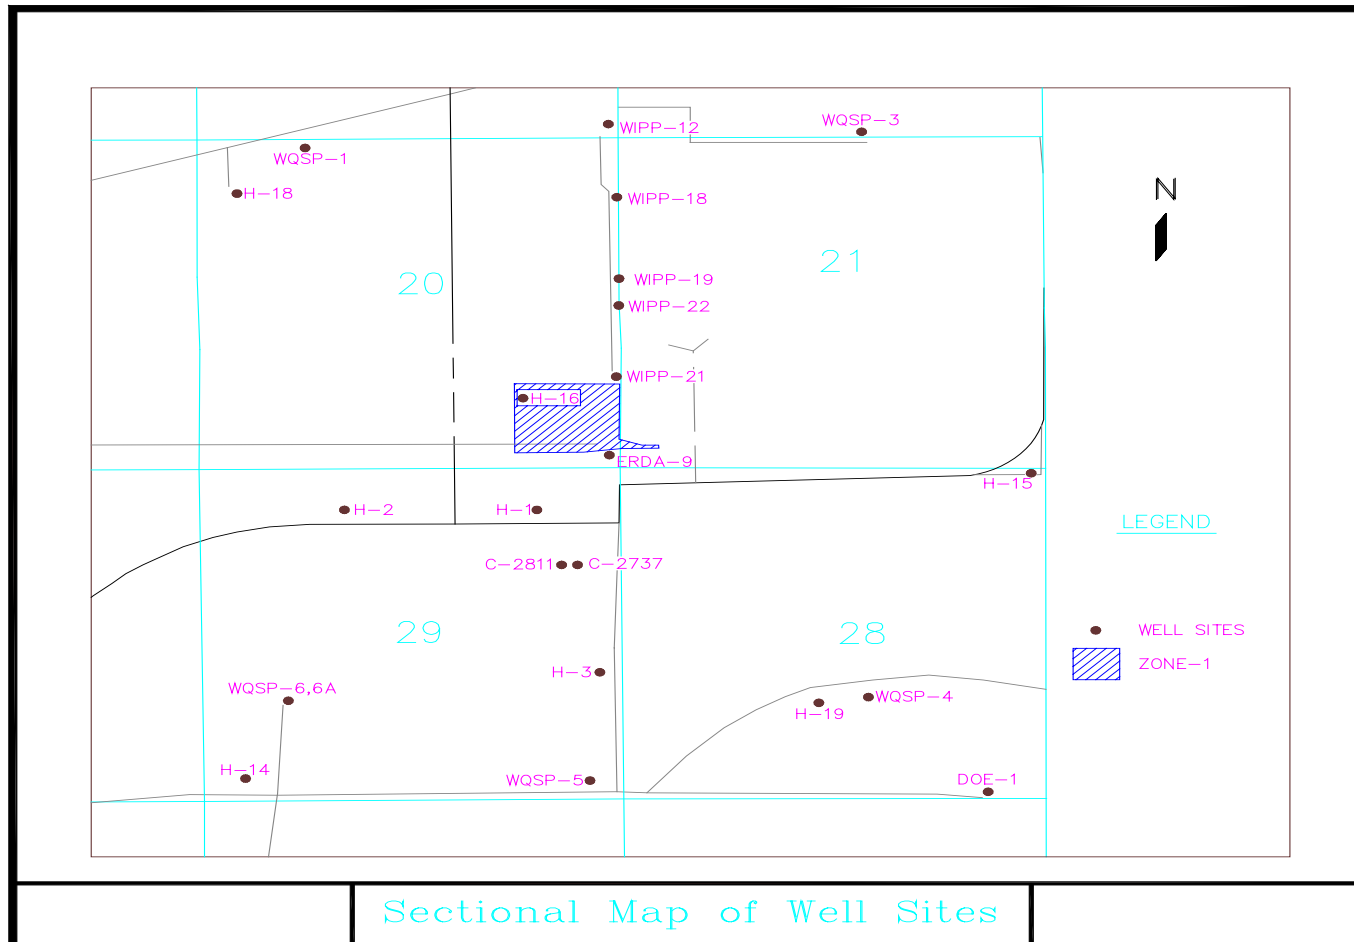 WIPP-12
WQSP-3
WQSP-1
H-18
N
WIPP-18
21
20
WIPP-19
WIPP-22
WIPP-21
H-16
ERDA-9
H-15
H-2
H-1
LEGEND
C-2811
C-2737
29
28
WELL SITES
ZONE-1
H-3
WQSP-6,6A
WQSP-4
H-19
H-14
WQSP-5
DOE-1
Sectional Map of Well Sites